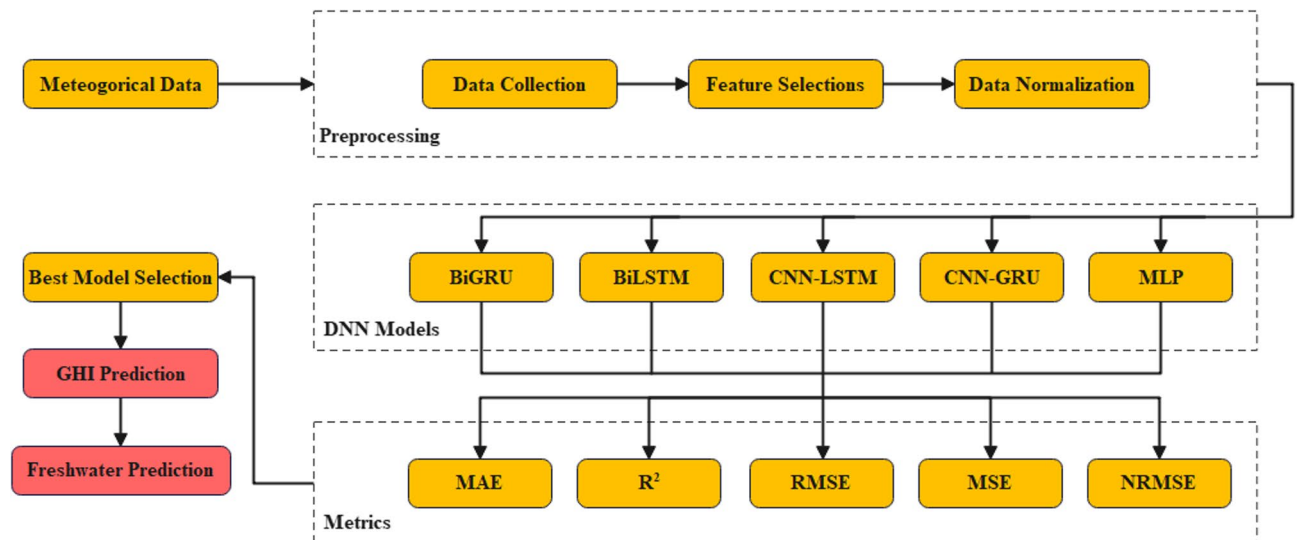 Meteogorical Data
Data Collection
Feature Selections
Data Normalization
Preprocessing
BiGRU
BiLSTM
CNN-LSTM
CNN-GRU
MLP
DNN Models
Best Model Selection
GHI Prediction
Freshwater Prediction
MAE
R²
RMSE
MSE
NRMSE
Metrics